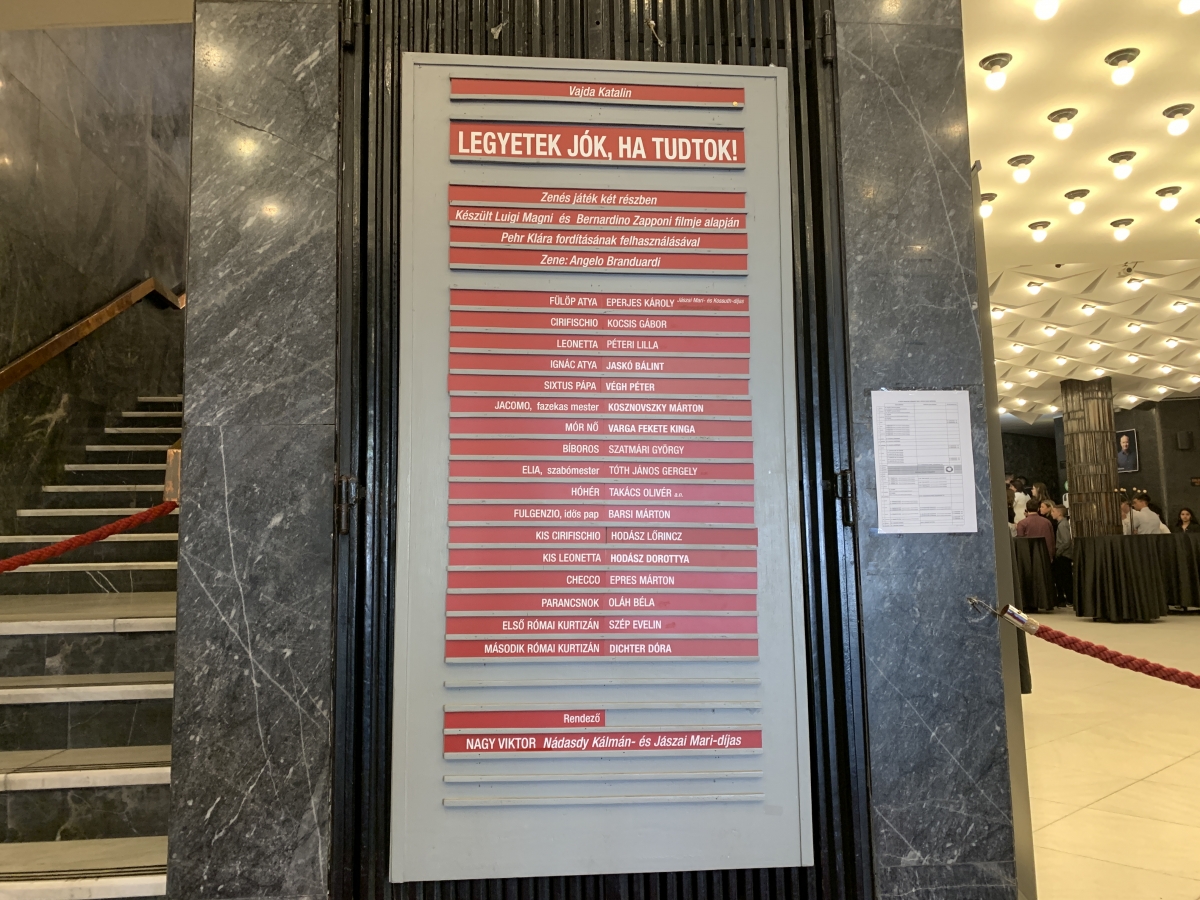 Vajda Katalin
LEGYETEK JÓK, HA TUDTOK!
Zenés játék két részben
Készült Luigi Magni és Bernardino Zapponi filmje alapján
Pehr Klára fordításának felhasználásával
Zene: Angelo Branduardi
FÜLÖP ATYA EPERJES KÁROLY Jászai Mari- és Kossuth-díjas
CIRIFISCHIO KOCSIS GÁBOR
LEONETTA PÉTERI LILLA
IGNÁC ATYA JASKÓ BÁLINT
SIXTUS PÁPA VÉGH PÉTER
JACOMO, fazekas mester KOSZNOVSZKY MÁRTON
MÓR NŐ VARGA FEKETE KINGA
BÍBOROS SZATMÁRI GYÖRGY
ELIA, szabómester TÓTH JÁNOS GERGELY
HÓHÉR TAKÁCS OLIVÉR a.n.
FULGENZIO, idős pap BARSI MÁRTON
KIS CIRIFISCHIO HODÁSZ LŐRINCZ
KIS LEONETTA HODÁSZ DOROTTYA
CHECCO EPRES MÁRTON
PARANCSNOK OLÁH BÉLA
ELSŐ RÓMAI KURTIZÁN SZÉP EVELIN
MÁSODIK RÓMAI KURTIZÁN DICHTER DÓRA
Rendező
NAGY VIKTOR Nádasdy Kálmán- és Jászai Mari-díjas